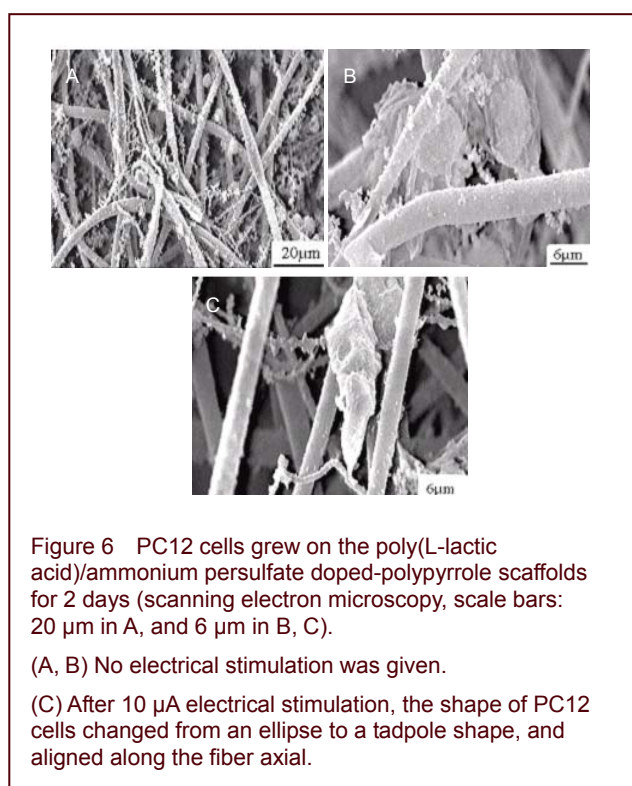 A
B
20µm
6µm
C
6µm
Figure 6 PC12 cells grew on the poly(L-lactic
acid)/ammonium persulfate doped-polypyrrole scaffolds
for 2 days (scanning electron microscopy, scale bars:
20 µm in A, and 6 µm in B, C).
(A, B) No electrical stimulation was given.
(C) After 10 µA electrical stimulation, the shape of PC12
cells changed from an ellipse to a tadpole shape, and
aligned along the fiber axial.